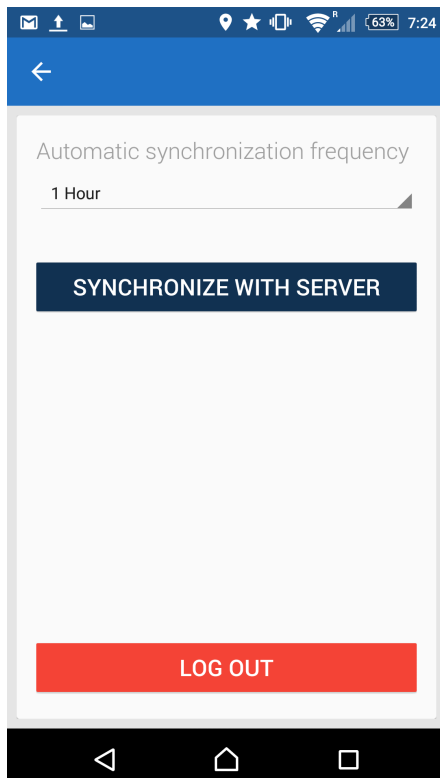 R
63%
7:24
Automatic synchronization frequency
1 Hour
SYNCHRONIZE WITH SERVER
LOG OUT